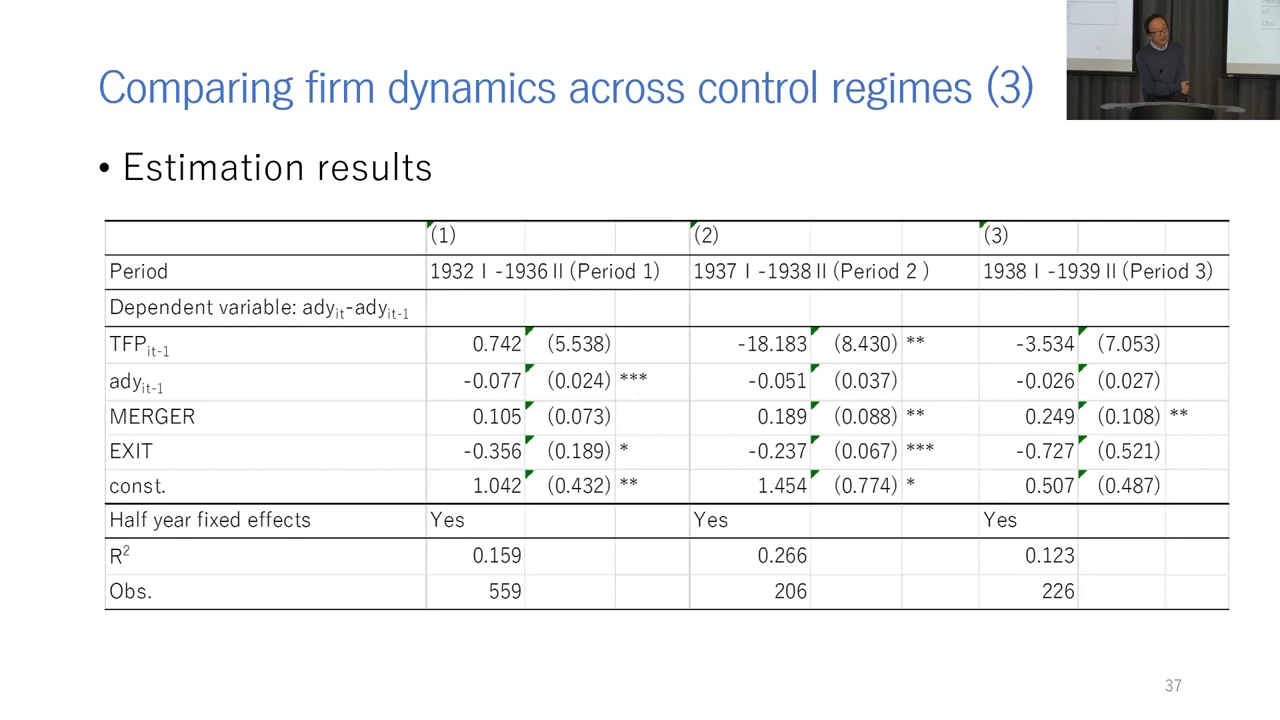 Comparing firm dynamics across control regimes (3)
• Estimation results
(1) (2) (3)
Period 1932Ⅰ-1936Ⅱ(Period 1) 1937Ⅰ-1938Ⅱ(Period 2 ) 1938Ⅰ-1939Ⅱ(Period 3)
Dependent variable: adyit-adyit-1
TFPit-1 0.742 (5.538) -18.183 (8.430) ** -3.534 (7.053)
adyit-1 -0.077 (0.024) *** -0.051 (0.037) -0.026 (0.027)
MERGER 0.105 (0.073) 0.189 (0.088) ** 0.249 (0.108) **
EXIT -0.356 (0.189) * -0.237 (0.067) *** -0.727 (0.521)
const. 1.042 (0.432) ** 1.454 (0.774) * 0.507 (0.487)
Half year fixed effects Yes Yes Yes
R2 0.159 0.266 0.123
Obs. 559 206 226
37